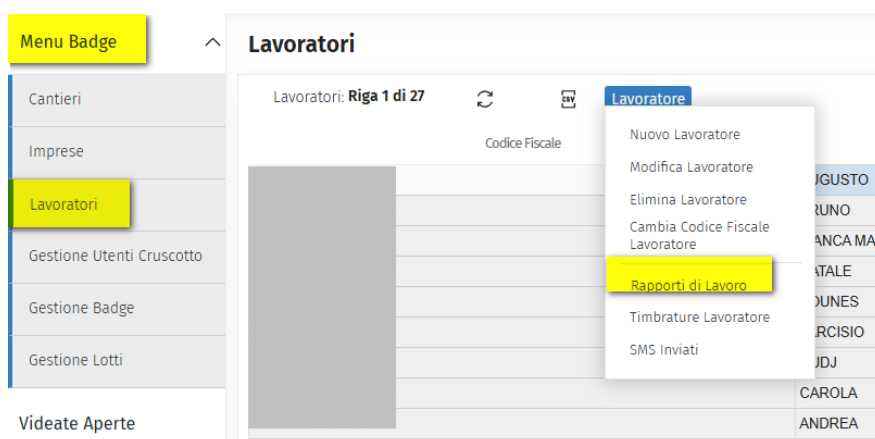 Menu Badge
Cantieri
Imprese
Lavoratori
Gestione Utenti Cruscotto
Gestione Badge
Gestione Lotti
Videate Aperte
Lavoratori
Lavoratori: Riga 1 di 27
CSV
Lavoratore
Codice Fiscale
Nuovo Lavoratore
Modifica Lavoratore
Elimina Lavoratore
Cambia Codice Fiscale
Lavoratore
Rapporti di Lavoro
Timbrature Lavoratore
SMS Inviati
CAROLA
ANDREA